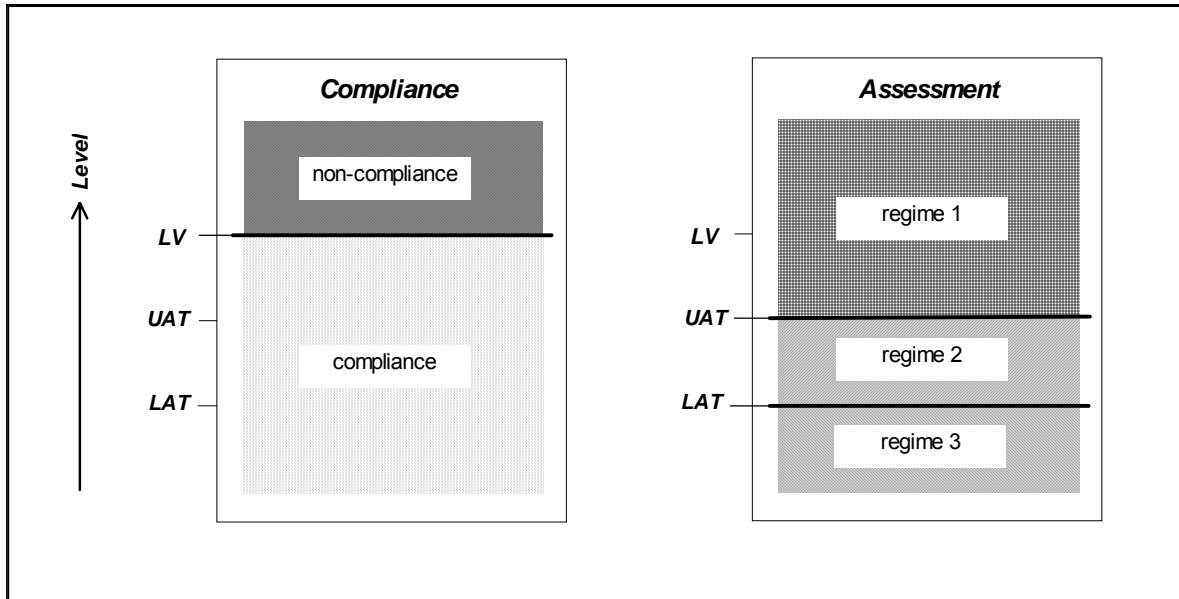 Level
Compliance
non-compliance
LV
UAT
compliance
LAT
Assessment
regime 1
LV
UAT
regime 2
LAT
regime 3